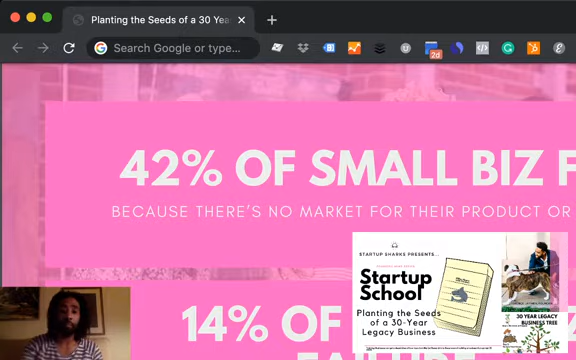 Planting the Seeds of a 30 Yea
Search Google or type...
2d
42% OF SMALL BIZ F
BECAUSE THERE'S NO MARKET FOR THEIR PRODUCT OR
STARTUP SHARKS PRESENTS...
Startup
School
Planting the Seeds
of a 30-Year
Legacy Business
30 YEAR LEGACY
BUSINESS TREE
14% OF